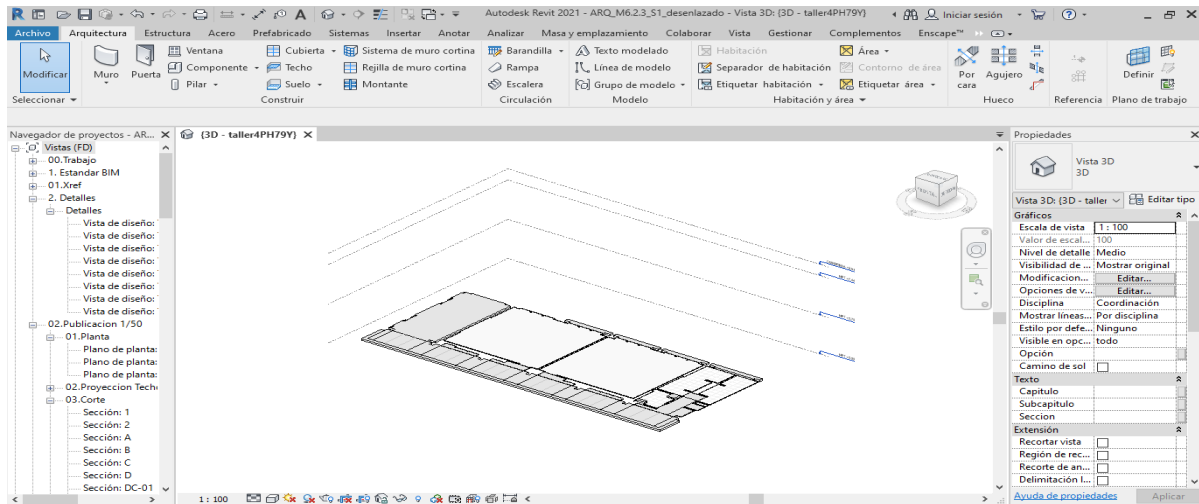 Autodesk Revit 2021 - ARQ_M6.2.3_S1_desenlazado - Vista 3D: {3D - taller4PH79Y}
Iniciar sesión
Archivo Arquitectura Estructura Acero Prefabricado Sistemas Insertar Anotar Analizar Masa y emplazamiento Colaborar Vista Gestionar Complementos Enscape™
Modificar
Muro
Puerta
Ventana
Componente
Pilar
Cubierta
Techo
Suelo
Sistema de muro cortina
Rejilla de muro cortina
Montante
Barandilla
Rampa
Escalera
Texto modelado
Línea de modelo
Grupo de modelo
Habitación
Separador de habitación
Etiquetar habitación
Área
Contorno de área
Etiquetar área
Por cara
Agujero
Definir
Seleccionar
Construir
Circulación
Modelo
Habitación y área
Hueco
Referencia
Plano de trabajo
Navegador de proyectos - AR...
Vistas (FD)
00.Trabajo
1. Estandar BIM
01.Xref
2. Detalles
Detalles
Vista de diseño:
Vista de diseño:
Vista de diseño:
Vista de diseño:
Vista de diseño:
Vista de diseño:
Vista de diseño:
Vista de diseño:
02.Publicacion 1/50
01.Planta
Plano de planta:
Plano de planta:
Plano de planta:
02.Proyeccion Tech
03.Corte
Sección: 1
Sección: 2
Sección: A
Sección: B
Sección: C
Sección: D
Sección: DC-01
{3D - taller4PH79Y}
1 : 100
Propiedades
Vista 3D
3D
Vista 3D: {3D - taller
Editar tipo
Gráficos
Escala de vista 1 : 100
Valor de escal... 100
Nivel de detalle Medio
Visibilidad de ... Mostrar original
Modificacion... Editar...
Opciones de v... Editar...
Disciplina Coordinación
Mostrar líneas... Por disciplina
Estilo por defe... Ninguno
Visible en opc... todo
Opción
Camino de sol
Texto
Capitulo
Subcapitulo
Seccion
Extensión
Recortar vista
Región de rec...
Recorte de an...
Delimitación l...
Ayuda de propiedades
Aplicar